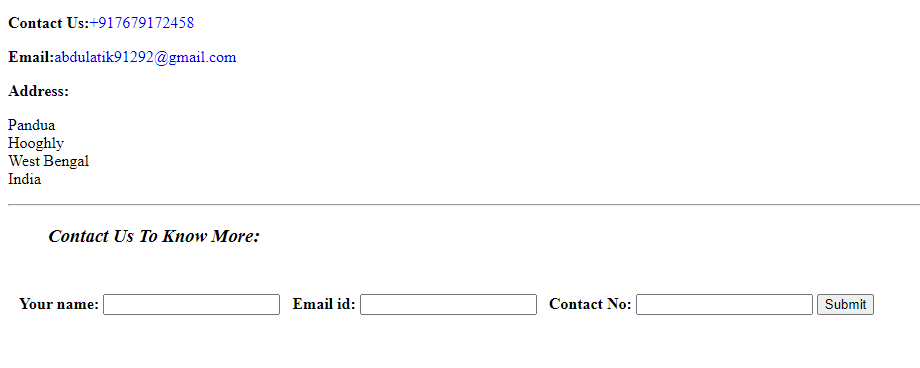 Contact Us:+917679172458
Email:abdulatik91292@gmail.com
Address:
Pandua
Hooghly
West Bengal
India
Contact Us To Know More:
Your name: Email id: Contact No: Submit